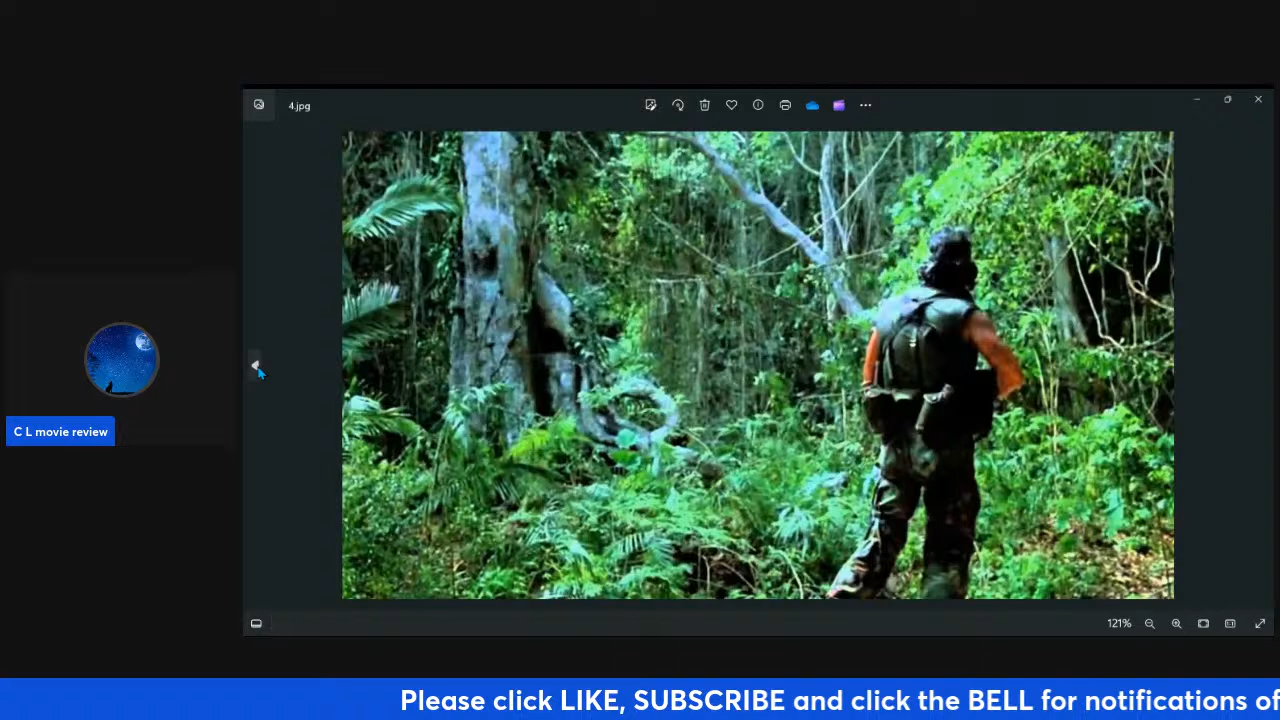 4.jpg
C L movie review
121%
Please click LIKE, SUBSCRIBE and click the BELL for notifications of